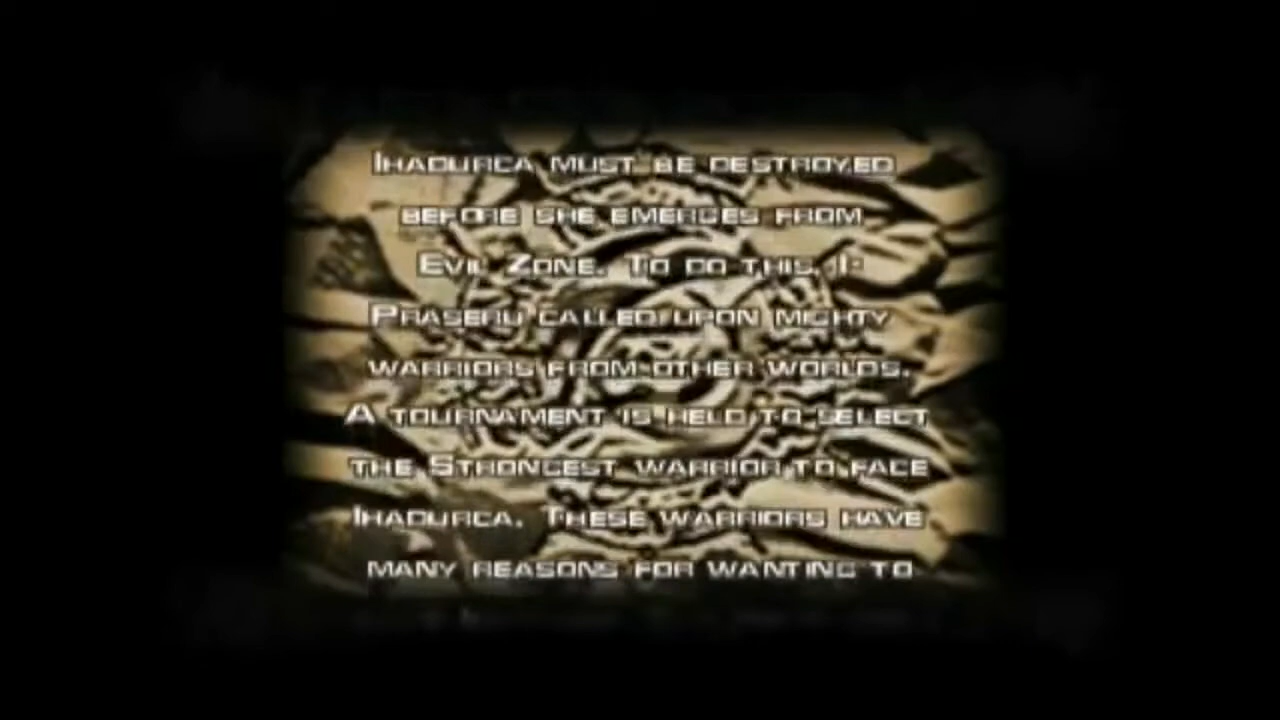 Ihadurca must be destroyed
before she emerges from
Evil Zone. To do this, I-
Praseru called upon mighty
warriors from other worlds.
A tournament is held to select
the Strongest warrior to face
Ihadurca. These warriors have
many reasons for wanting to